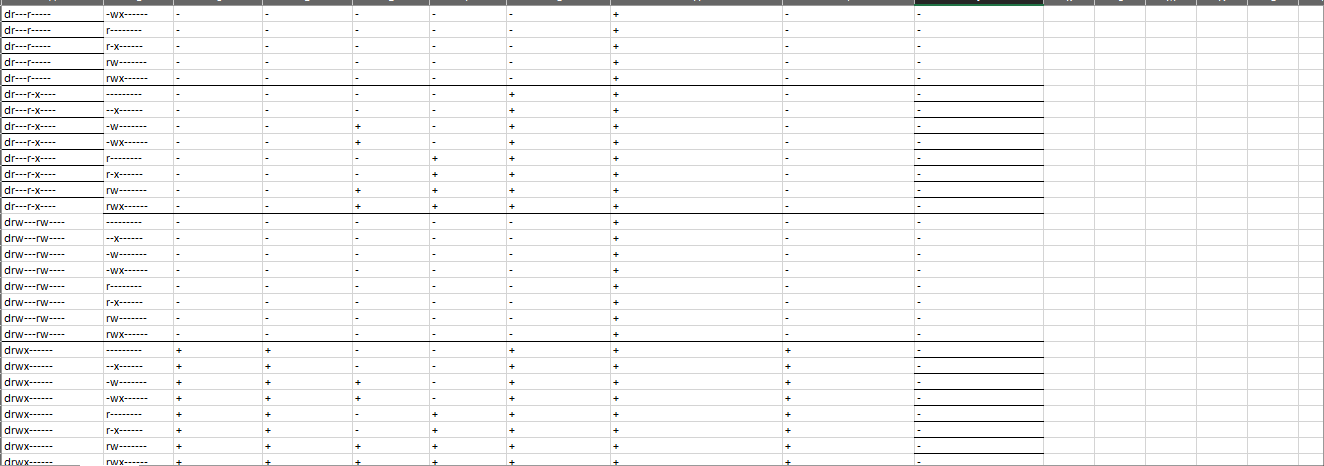 dr---r----- -wx------ - - - - - + - -
dr---r----- r-------- - - - - - + - -
dr---r----- r-x------ - - - - - + - -
dr---r----- rw------- - - - - - + - -
dr---r----- rwx------ - - - - - + - -
dr---r-x---- --------- - - - - + + - -
dr---r-x---- --x------ - - - - + + - -
dr---r-x---- -w------- - - + - + + - -
dr---r-x---- -wx------ - - + - + + - -
dr---r-x---- r-------- - - - + + + - -
dr---r-x---- r-x------ - - - + + + - -
dr---r-x---- rw------- - - + + + + - -
dr---r-x---- rwx------ - - + + + + - -
drw---rw---- --------- - - - - - + - -
drw---rw---- --x------ - - - - - + - -
drw---rw---- -w------- - - - - - + - -
drw---rw---- -wx------ - - - - - + - -
drw---rw---- r-------- - - - - - + - -
drw---rw---- r-x------ - - - - - + - -
drw---rw---- rw------- - - - - - + - -
drw---rw---- rwx------ - - - - - + - -
drwx------ --------- + + - - + + + -
drwx------ --x------ + + - - + + + -
drwx------ -w------- + + + - + + + -
drwx------ -wx------ + + + - + + + -
drwx------ r-------- + + - + + + + -
drwx------ r-x------ + + - + + + + -
drwx------ rw------- + + + + + + + -
drwx------ rwx------ + + + + + + + -